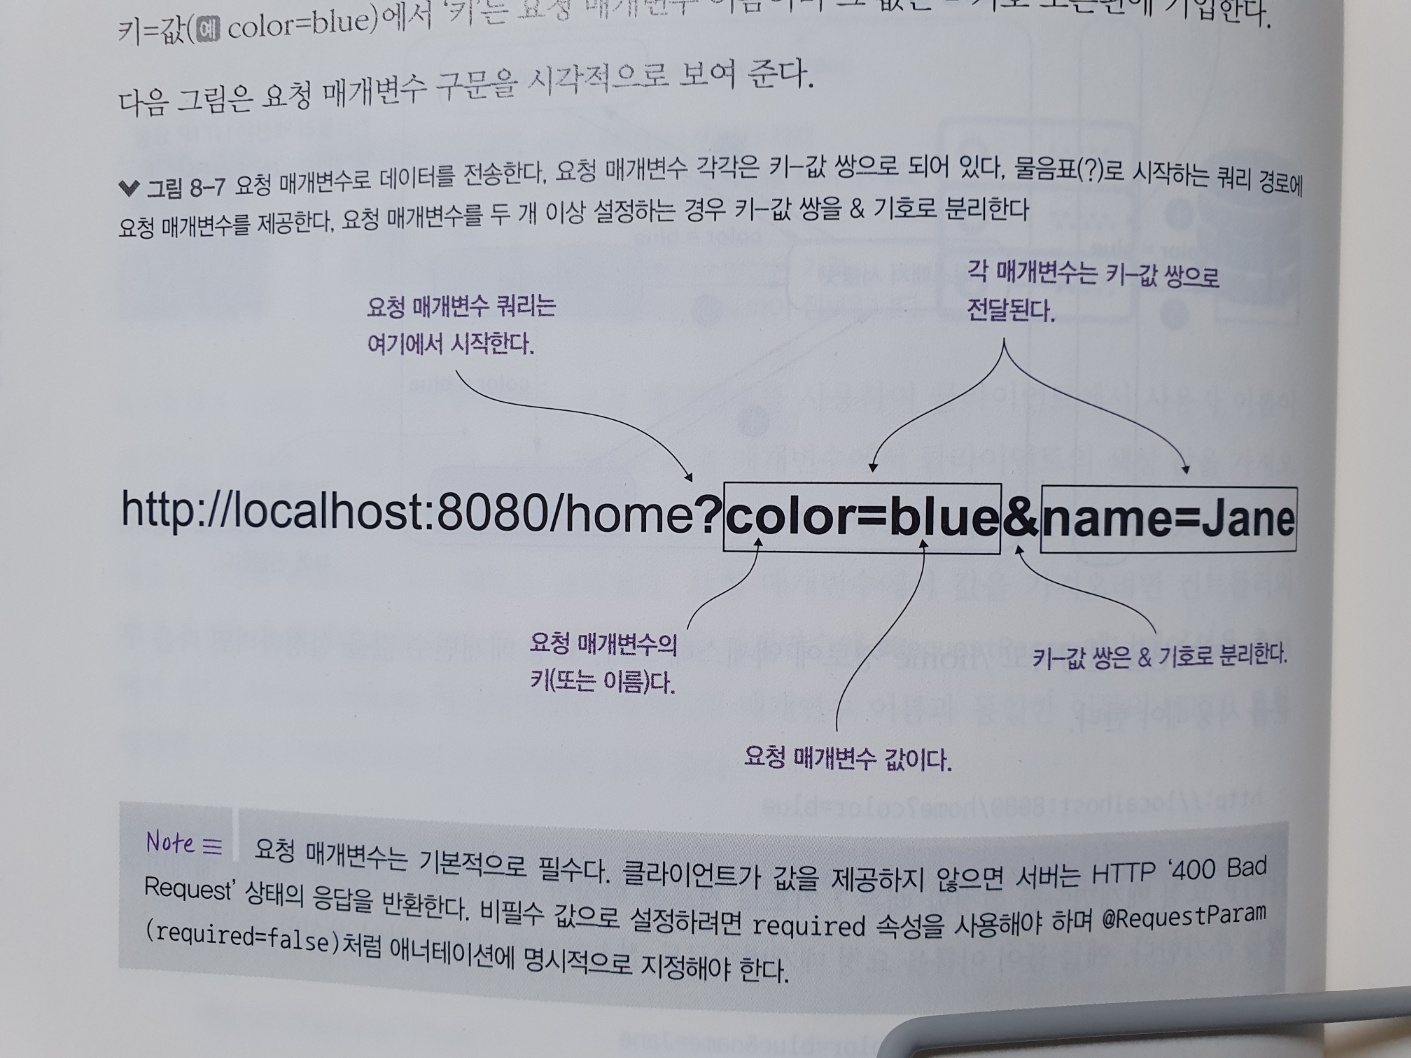 키=값(예 color=blue)에서 '키'는 요청 매개변수 이름이며 그 값은 = 기호 오른편에 기입한다.
다음 그림은 요청 매개변수 구문을 시각적으로 보여 준다.
그림 8-7 요청 매개변수로 데이터를 전송한다. 요청 매개변수 각각은 키-값 쌍으로 되어 있다. 물음표(?)로 시작하는 쿼리 경로에
요청 매개변수를 제공한다. 요청 매개변수를 두 개 이상 설정하는 경우 키-값 쌍을 & 기호로 분리한다
요청 매개변수 쿼리는
여기에서 시작한다.
각 매개변수는 키-값 쌍으로
전달된다.
http://localhost:8080/home?color=blue&name=Jane
요청 매개변수의
키(또는 이름)다.
키-값 쌍은 & 기호로 분리한다.
요청 매개변수 값이다.
Note 요청 매개변수는 기본적으로 필수다. 클라이언트가 값을 제공하지 않으면 서버는 HTTP '400 Bad
Request' 상태의 응답을 반환한다. 비필수 값으로 설정하려면 required 속성을 사용해야 하며 @RequestParam
(required=false)처럼 애너테이션에 명시적으로 지정해야 한다.